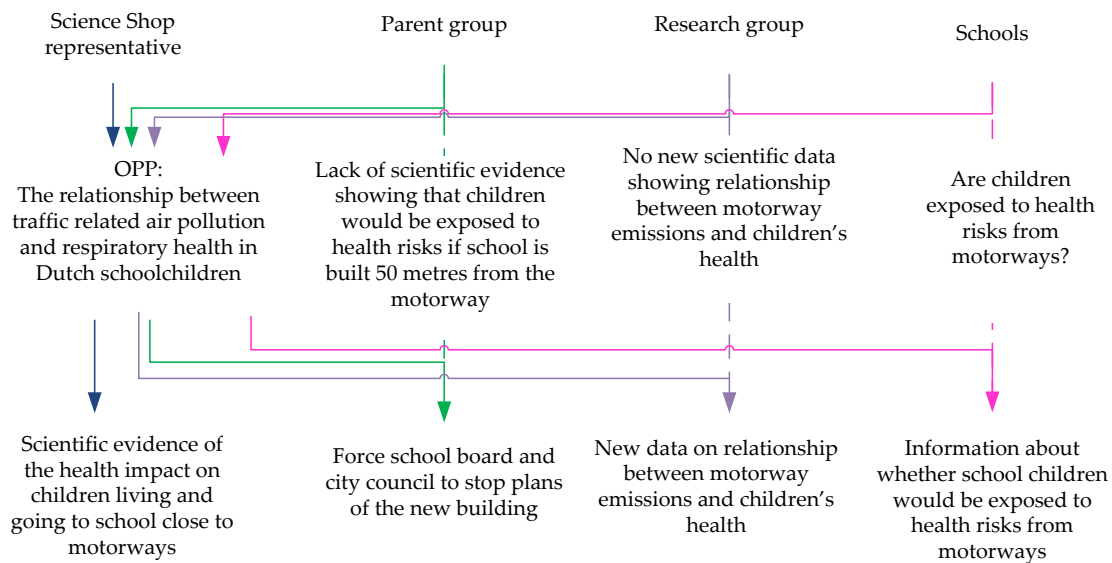 Science Shop
representative
Parent group
Research group
Schools
OPP:
The relationship between
traffic related air pollution
and respiratory health in
Dutch schoolchildren
Lack of scientific evidence
showing that children
would be exposed to
health risks if school is
built 50 metres from the
motorway
No new scientific data
showing relationship
between motorway
emissions and children's
health
Are children
exposed to health
risks from
motorways?
Scientific evidence of
the health impact on
children living and
going to school close to
motorways
Force school board and
city council to stop plans
of the new building
New data on relationship
between motorway
emissions and children's
health
Information about
whether school children
would be exposed to
health risks from
motorways